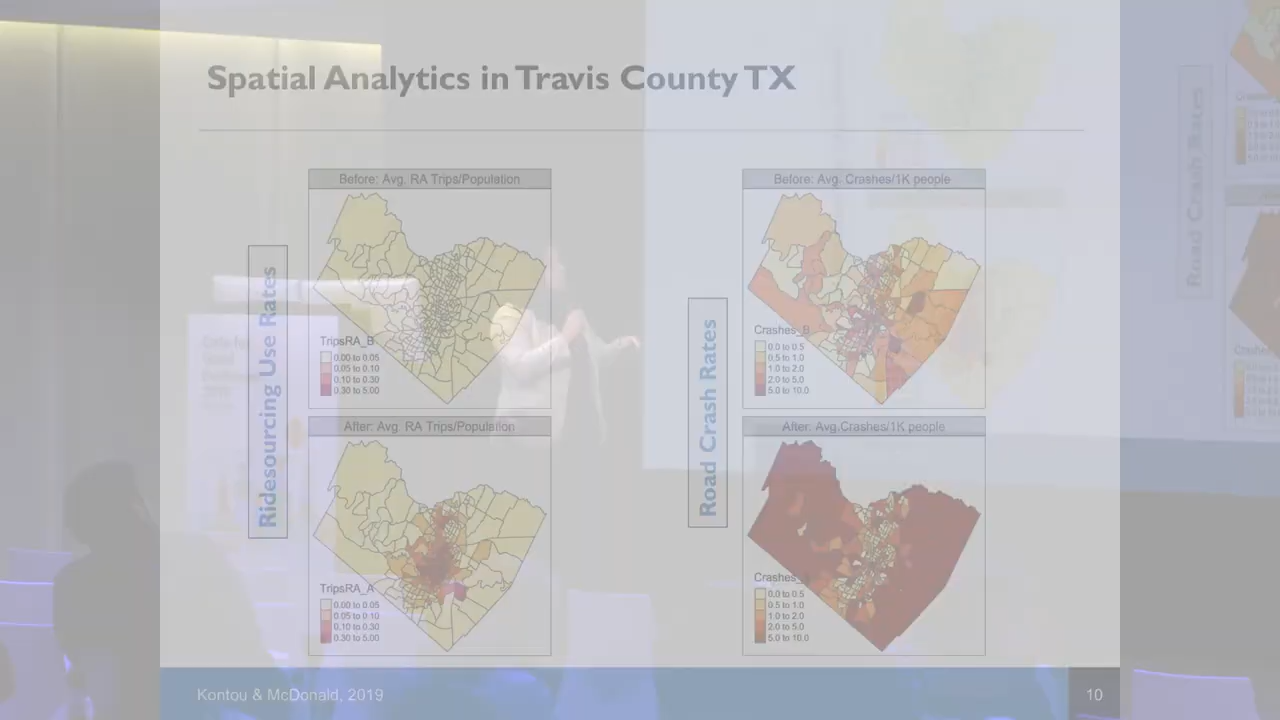 Spatial Analytics in Travis County TX
Ridesourcing Use Rates
Before: Avg. RA Trips/Population
TripsRA_B
0.00 to 0.05
0.05 to 0.10
0.10 to 0.30
0.30 to 5.00
After: Avg RA Trips/Population
TripsRA_A
0.00 to 0.05
0.05 to 0.10
0.10 to 0.30
0.30 to 5.00
Road Crash Rates
Before: Avg. Crashes/1K people
Crashes_B
0.0 to 0.5
0.5 to 1.0
1.0 to 2.0
2.0 to 5.0
5.0 to 10.0
After: Avg.Crashes/1K people
Crashes_
0.0 to 0.5
0.5 to 1.0
1.0 to 2.0
2.0 to 5.0
5.0 to 10.0
Road Crash Rates
Kontou & McDonald, 2019
10